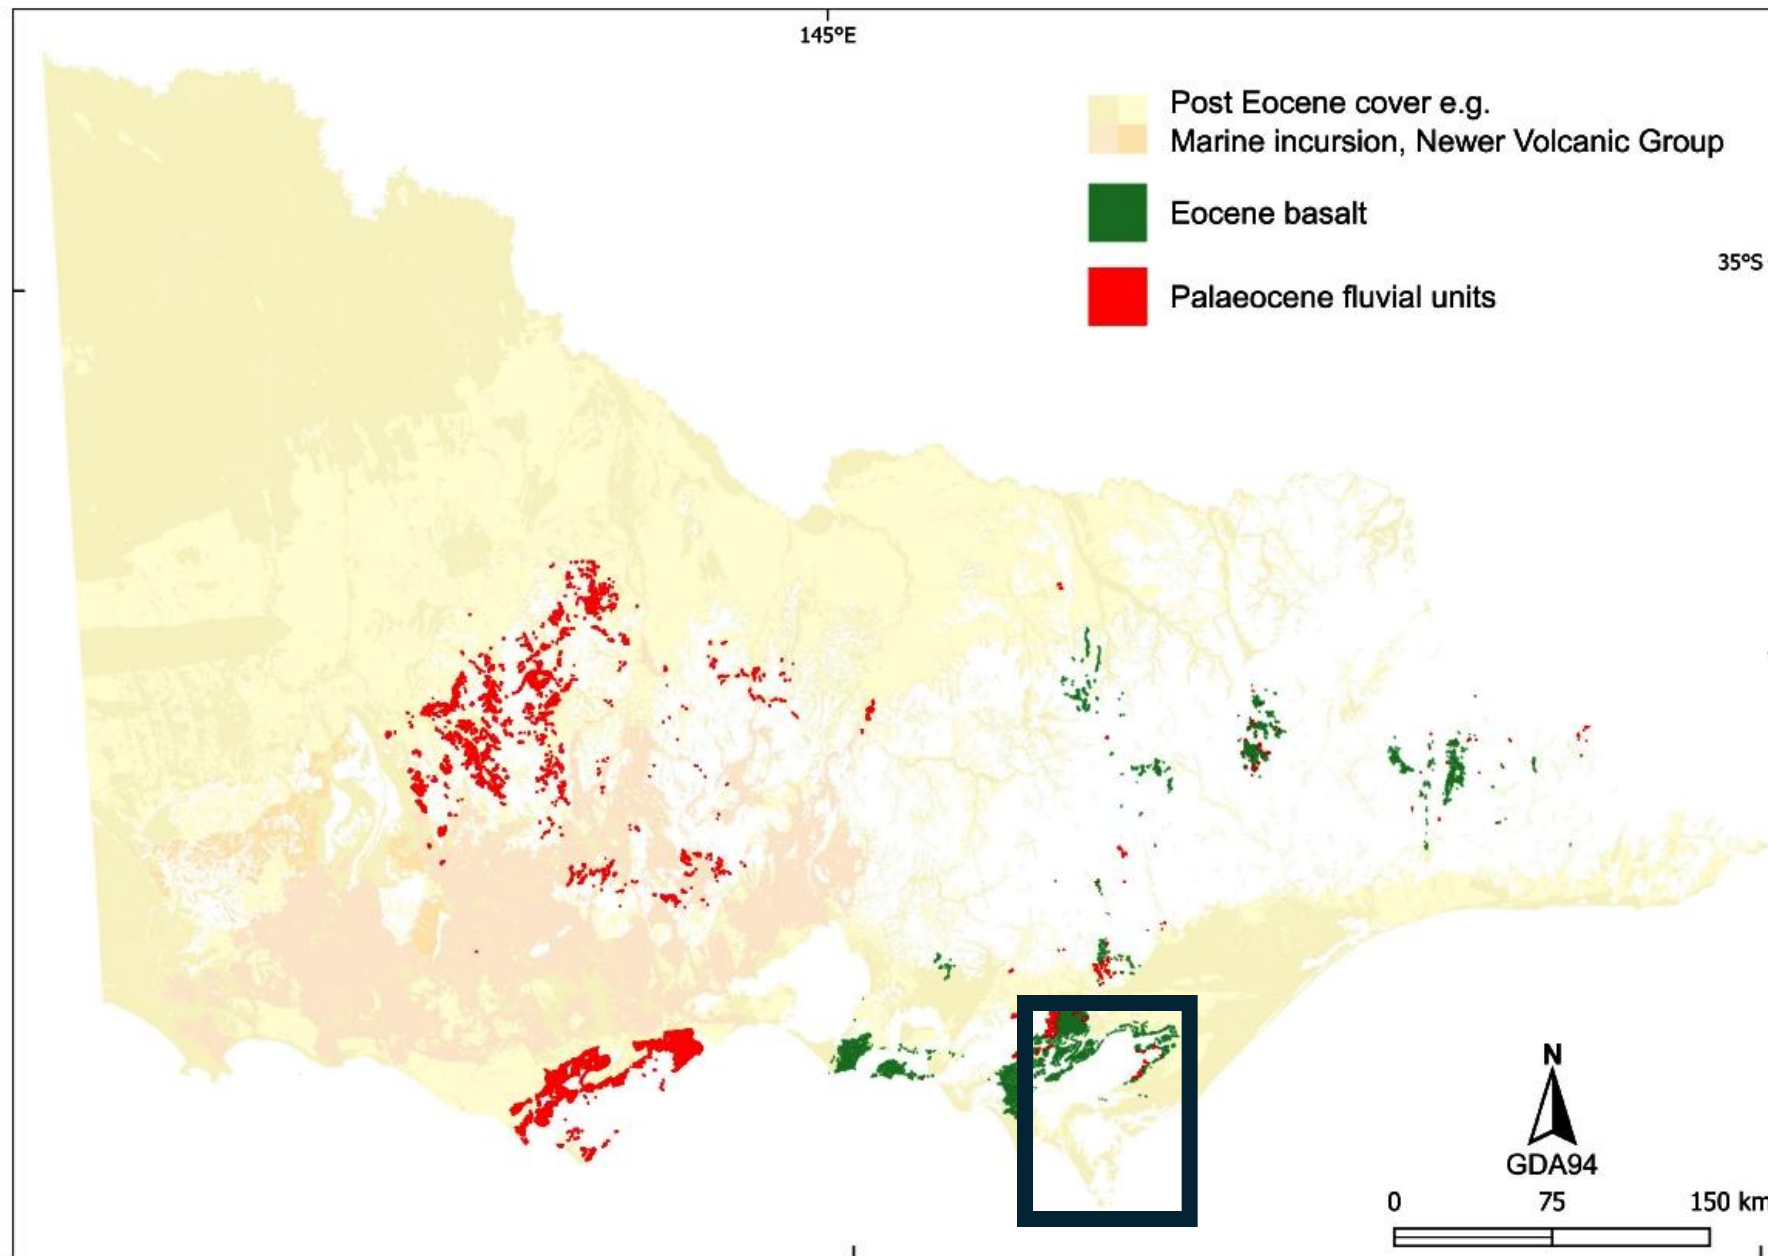 145°E
Post Eocene cover e.g.
Marine incursion, Newer Volcanic Group
Eocene basalt
35°S
Palaeocene fluvial units
N
GDA94
0 75 150 km